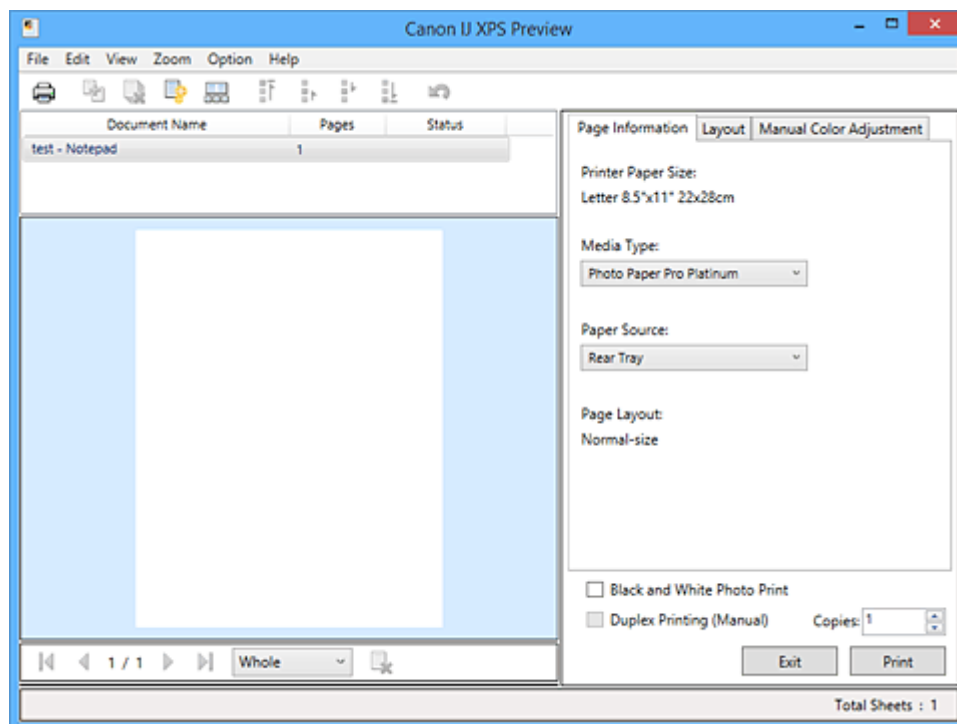 Canon IJ XPS Preview
File Edit View Zoom Option Help
Document Name Pages Status
test - Notepad 1
1 / 1 Whole
Page Information Layout Manual Color Adjustment
Printer Paper Size:
Letter 8.5"x11" 22x28cm
Media Type:
Photo Paper Pro Platinum
Paper Source:
Rear Tray
Page Layout:
Normal-size
Black and White Photo Print
Duplex Printing (Manual) Copies: 1
Exit Print
Total Sheets : 1